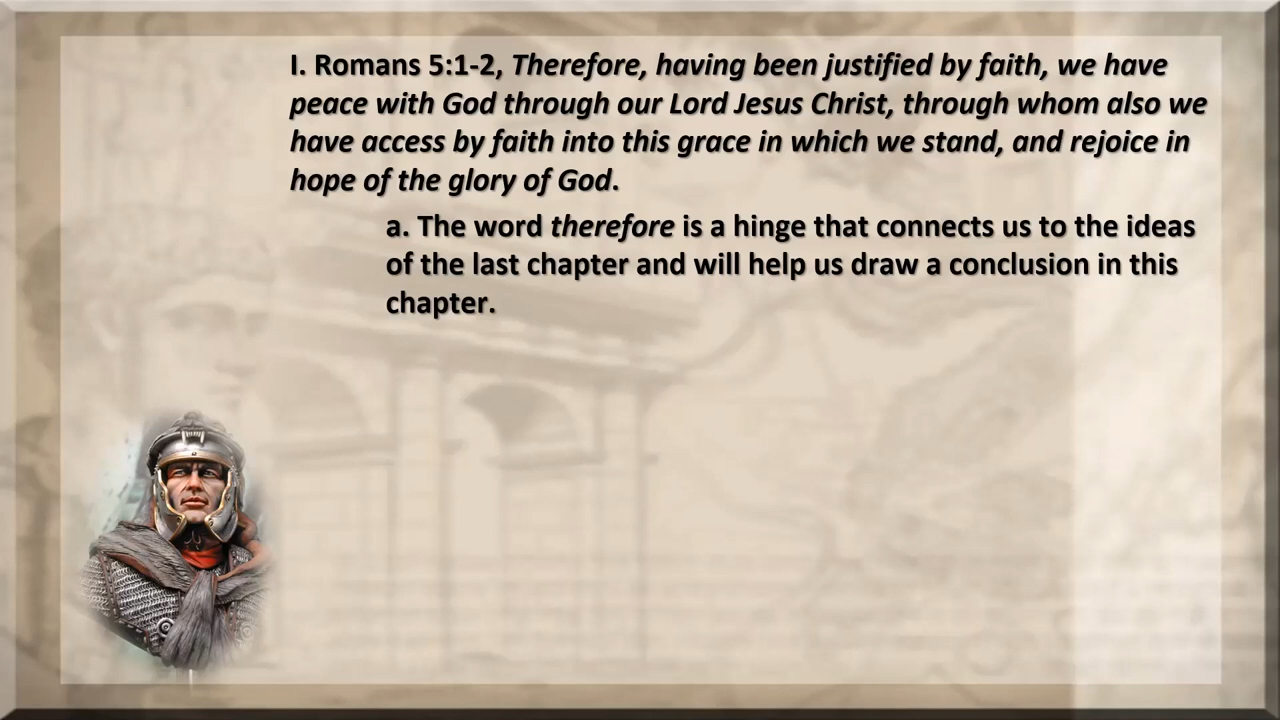 I. Romans 5:1-2, Therefore, having been justified by faith, we have
peace with God through our Lord Jesus Christ, through whom also we
have access by faith into this grace in which we stand, and rejoice in
hope of the glory of God.
a. The word therefore is a hinge that connects us to the ideas
of the last chapter and will help us draw a conclusion in this
chapter.